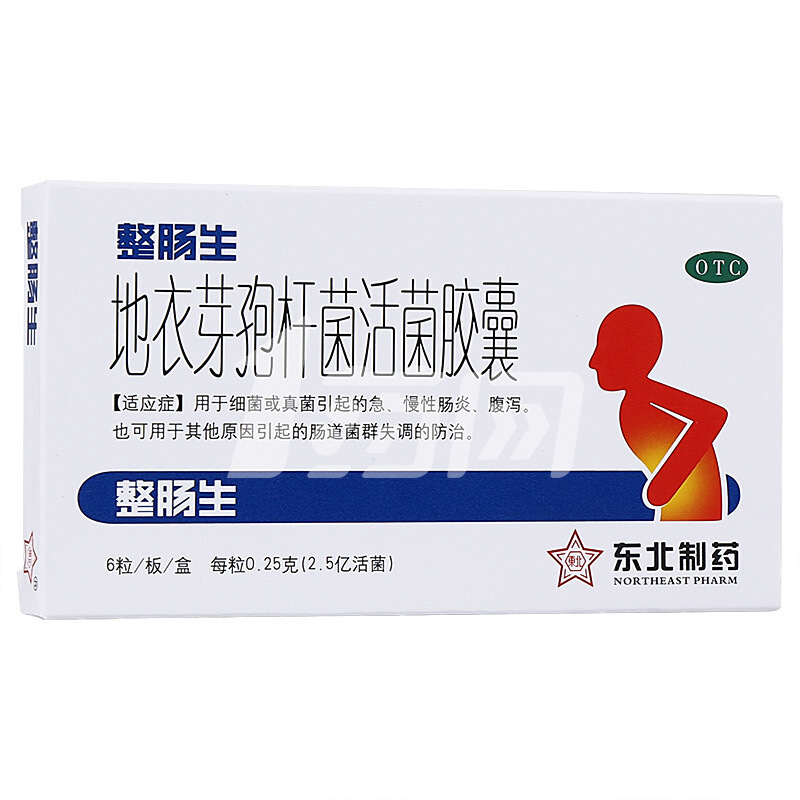 整肠生
整肠生
OTC
地衣芽孢杆菌活菌胶囊
【适应症】用于细菌或真菌引起的急、慢性肠炎、腹泻。
也可用于其他原因引起的肠道菌群失调的防治。
整肠生
6粒/板/盒 每粒0.25克(2.5亿活菌)
東北
东北制药
NORTHEAST PHARM